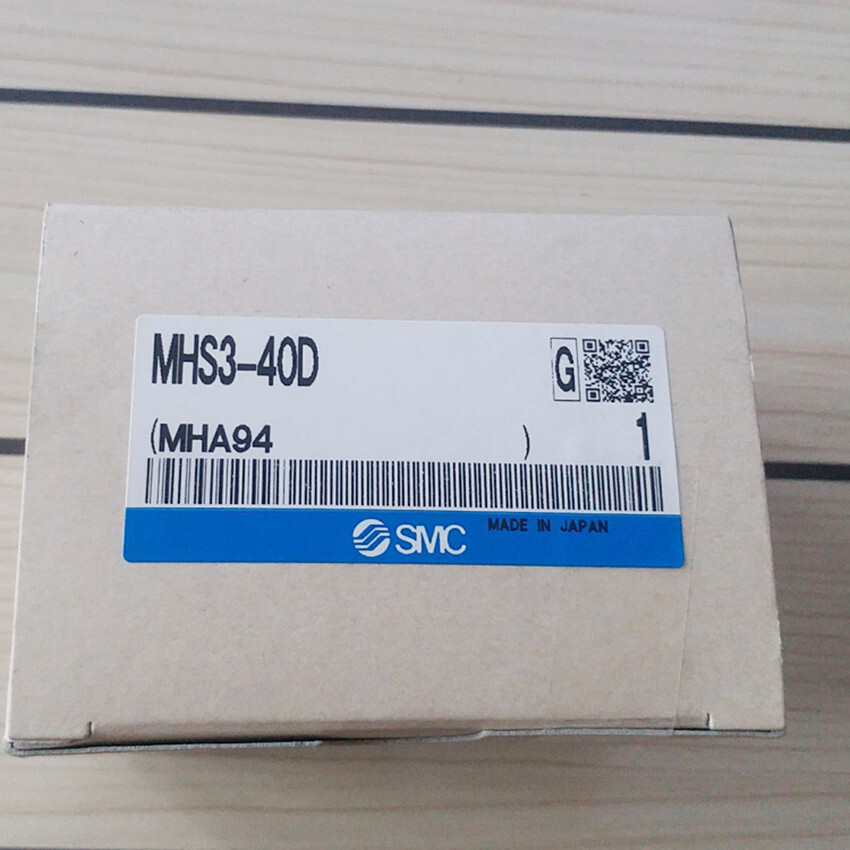 MHS3-40D
G
(MHA94 )
1
SMC
MADE IN JAPAN